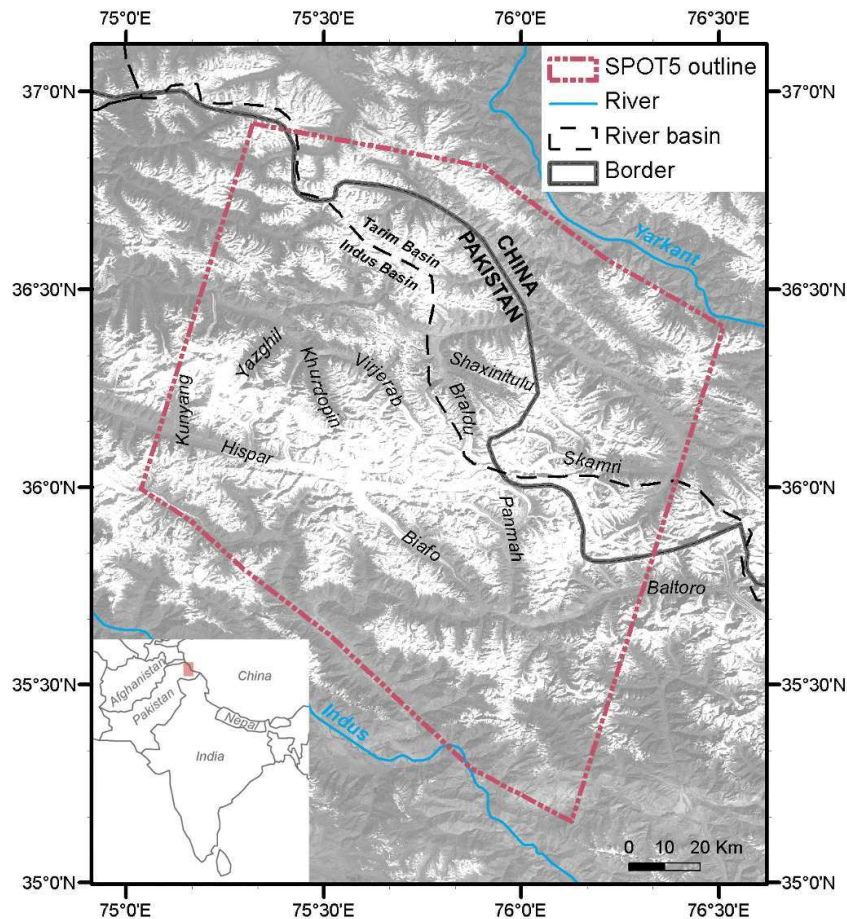 75°0'E
75°30'E
76°0'E
76°30'E
SPOT5 outline
River
River basin
Border
37°0'N
37°0'N
Yarkant
Tarim Basin
Indus Basin
CHINA
PAKISTAN
36°30'N
36°30'N
Yazghil
Khurdopin
Virjerab
Shaxinitulu
Braldu
Kunyang
Hispar
Skamri
36°0'N
36°0'N
Panmah
Biafo
Baltoro
35°30'N
35°30'N
Indus
Afghanistan
China
Pakistan
Nepal
India
0 10 20 Km
35°0'N
35°0'N
75°0'E
75°30'E
76°0'E
76°30'E